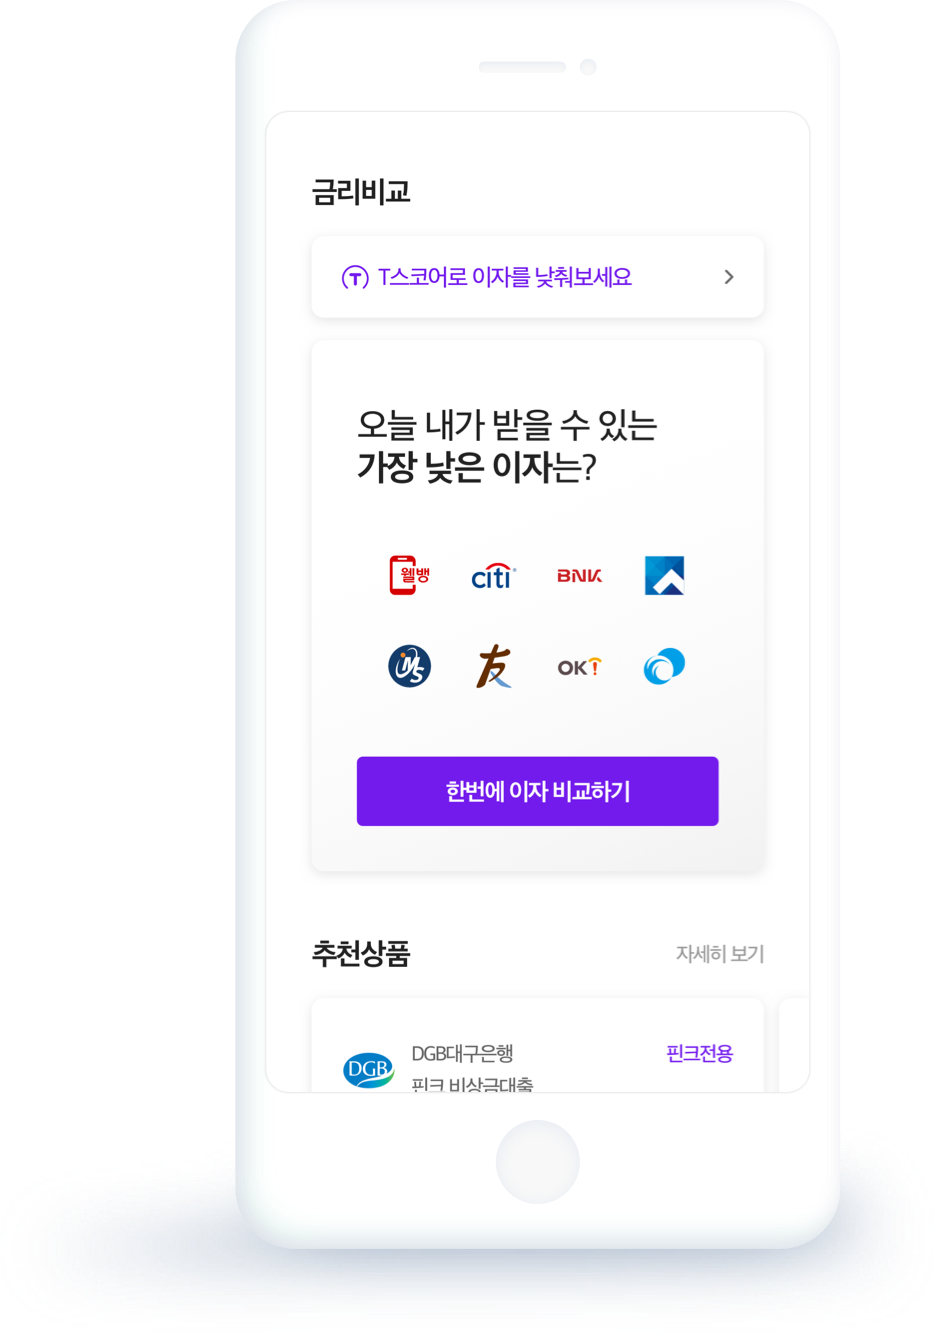 금리비교
T T스코어로 이자를 낮춰보세요
오늘 내가 받을 수 있는
가장 낮은 이자는?
웰뱅 citi BNK
MS 友 OK!
한번에 이자 비교하기
추천상품 자세히 보기
DGB DGB대구은행 핀크전용
핀크 비상금대출